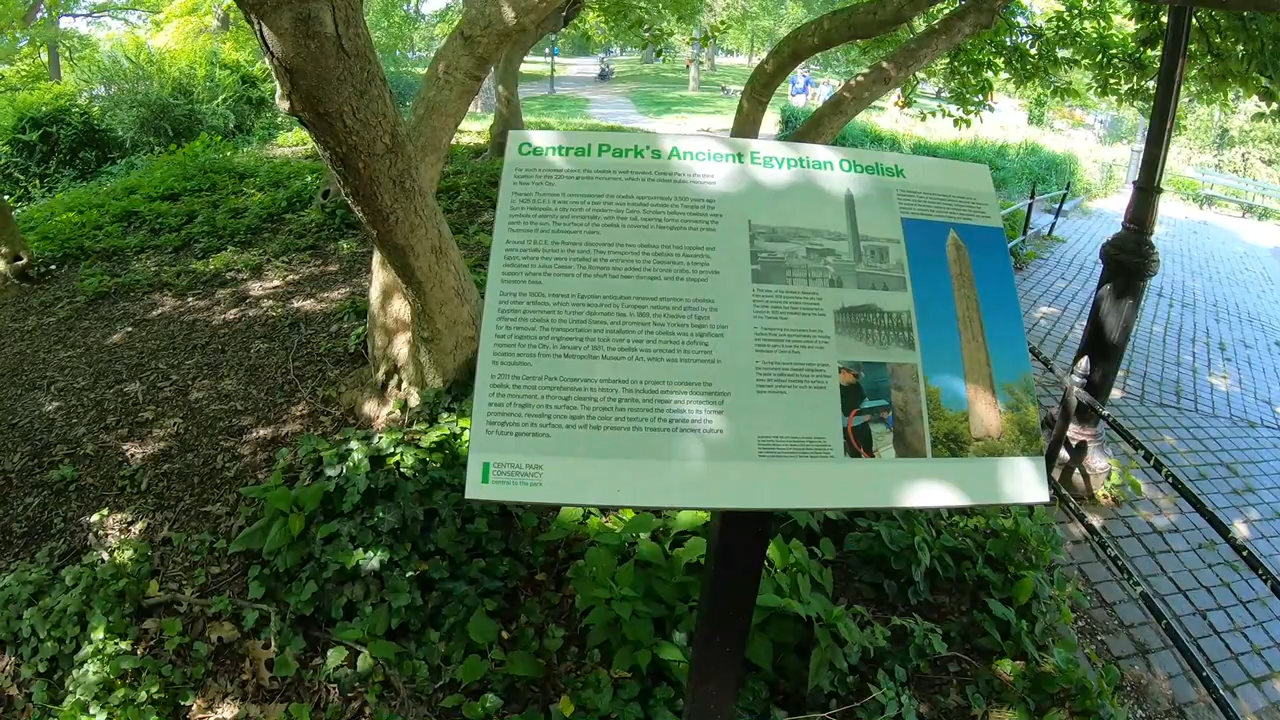 Central Park's Ancient Egyptian Obelisk
For such a colossal object, this obelisk is well-traveled. Central Park is the third
location for this 220-ton granite monument, which is the oldest public monument
in New York City.
Pharaoh Thutmose III commissioned this obelisk approximately 3,500 years ago
(c. 1425 B.C.E.). It was one of a pair that was installed outside the Temple of the
Sun in Heliopolis, a city north of modern-day Cairo. Scholars believe obelisks were
symbols of eternity and immortality, with their tall, tapering forms connecting the
earth to the sun. The surface of the obelisk is covered in hieroglyphs that praise
Thutmose III and subsequent rulers.
Around 12 B.C.E. the Romans discovered the two obelisks that had toppled and
were partially buried in the sand. They transported the obelisks to Alexandria,
Egypt, where they were installed at the entrance to the Caesareum, a temple
dedicated to Julius Caesar. The Romans also added the bronze crabs, to provide
support where the corners of the shaft had been damaged, and the stepped
limestone base.
During the 1800s, interest in Egyptian antiquities renewed attention to obelisks
and other artifacts, which were acquired by European nations and gifted by the
Egyptian government to further diplomatic ties. In 1869, the Khedive of Egypt
offered this obelisk to the United States, and prominent New Yorkers began to plan
for its removal. The transportation and installation of the obelisk was a significant
feat of logistics and engineering that took over a year and marked a defining
moment for the City. In January of 1881, the obelisk was erected in its current
location across from the Metropolitan Museum of Art, which was instrumental in
its acquisition.
In 2011 the Central Park Conservancy embarked on a project to conserve the
obelisk, the most comprehensive in its history. This included extensive documentation
of the monument, a thorough cleaning of the granite, and repair and protection of
areas of fragility on its surface. The project has restored the obelisk to its former
prominence, revealing once again the color and texture of the granite and the
hieroglyphs on its surface, and will help preserve this treasure of ancient culture
for future generations.
CENTRAL PARK
CONSERVANCY
central to the park